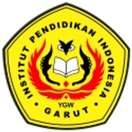 INSTITUT PENDIDIKAN INDONESIA
YGW
• GARUT •